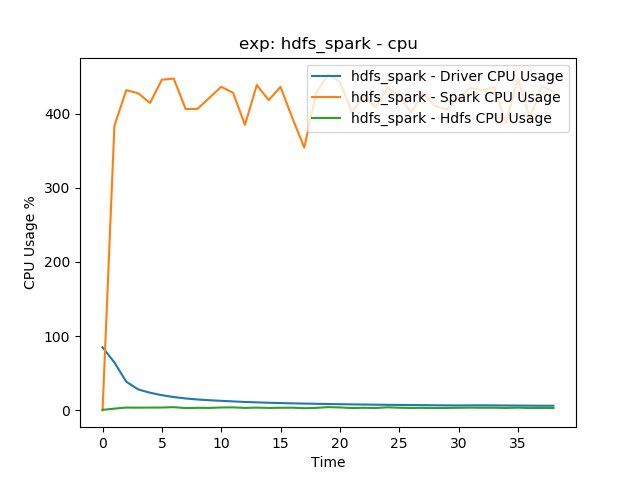 exp: hdfs_spark - cpu
hdfs_spark - Driver CPU Usage
hdfs_spark - Spark CPU Usage
hdfs_spark - Hdfs CPU Usage
CPU Usage %
400
300
200
100
0
0 5 10 15 20 25 30 35
Time